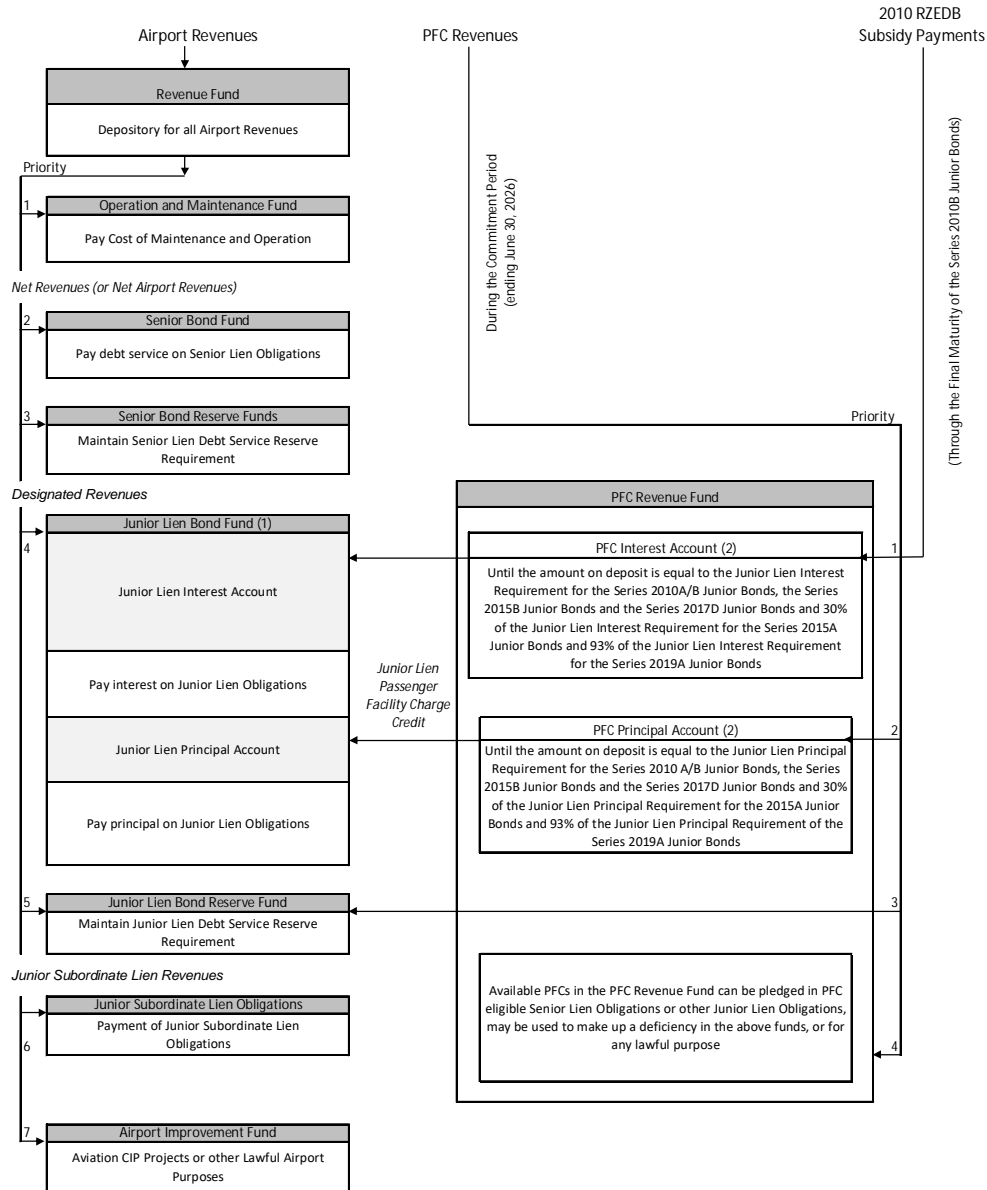 2010 RZEDB
Subsidy Payments
Airport Revenues
PFC Revenues
Revenue Fund
Depository for all Airport Revenues
Priority
1
Operation and Maintenance Fund
Pay Cost of Maintenance and Operation
Net Revenues (or Net Airport Revenues)
2
Senior Bond Fund
Pay debt service on Senior Lien Obligations
3
Senior Bond Reserve Funds
Maintain Senior Lien Debt Service Reserve
Requirement
Designated Revenues
Junior Lien Bond Fund (1)
4
Junior Lien Interest Account
Pay interest on Junior Lien Obligations
Junior Lien Principal Account
Pay principal on Junior Lien Obligations
5
Junior Lien Bond Reserve Fund
Maintain Junior Lien Debt Service Reserve
Requirement
Junior Subordinate Lien Revenues
Junior Subordinate Lien Obligations
Payment of Junior Subordinate Lien
Obligations
6
7
Airport Improvement Fund
Aviation CIP Projects or other Lawful Airport
Purposes
Junior Lien
Passenger
Facility Charge
Credit
During the Commitment Period
(ending June 30, 2026)
(Through the Final Maturity of the Series 2010B Junior Bonds)
Priority
PFC Revenue Fund
PFC Interest Account (2)
1
Until the amount on deposit is equal to the Junior Lien Interest
Requirement for the Series 2010A/B Junior Bonds, the Series
2015B Junior Bonds and the Series 2017D Junior Bonds and 30%
of the Junior Lien Interest Requirement for the Series 2015A
Junior Bonds and 93% of the Junior Lien Interest Requirement
for the Series 2019A Junior Bonds
PFC Principal Account (2)
2
Until the amount on deposit is equal to the Junior Lien Principal
Requirement for the Series 2010 A/B Junior Bonds, the Series
2015B Junior Bonds and the Series 2017D Junior Bonds and 30%
of the Junior Lien Principal Requirement for the 2015A Junior
Bonds and 93% of the Junior Lien Principal Requirement of the
Series 2019A Junior Bonds
3
Available PFCs in the PFC Revenue Fund can be pledged in PFC
eligible Senior Lien Obligations or other Junior Lien Obligations,
may be used to make up a deficiency in the above funds, or for
any lawful purpose
4